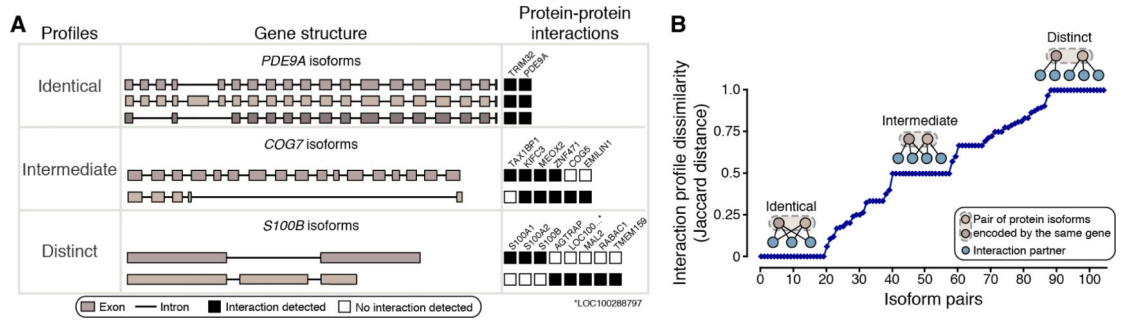 A
Profiles
Gene structure
Protein-protein
interactions
Identical
PDE9A isoforms
TRIM32
PDE9A
Intermediate
COG7 isoforms
TAX1BP1
KIFC3
MEOX2
ZNF471
COG5
EMILIN1
Distinct
S100B isoforms
S100A1
S100A2
S100B
AGTRAP
LOC100...*
MAL2
RABAC1
TMEM159
Exon
Intron
Interaction detected
No interaction detected
*LOC100288797
B
Interaction profile dissimilarity
(Jaccard distance)
1.0
0.75
0.5
0.25
0
0 10 20 30 40 50 60 70 80 90 100
Isoform pairs
Identical
Intermediate
Distinct
Pair of protein isoforms
encoded by the same gene
Interaction partner